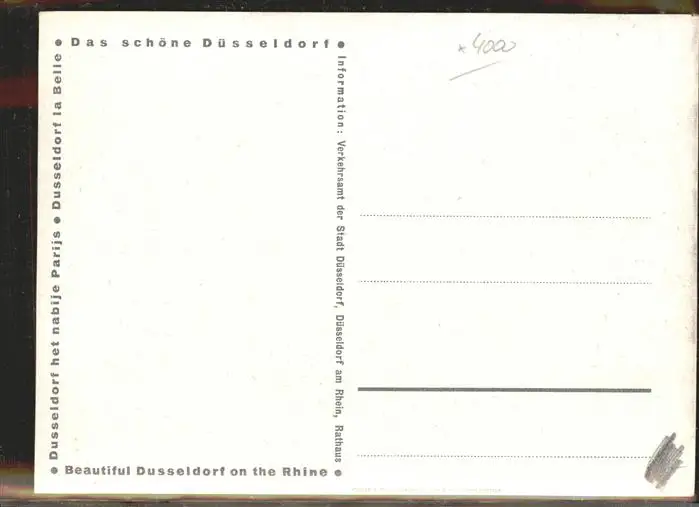 • Das schöne Düsseldorf •
Dusseldorf het nabije Parijs • Dusseldorf la Belle
Information: Verkehrsamt der Stadt Düsseldorf, Düsseldorf am Rhein, Rathaus
• Beautiful Dusseldorf on the Rhine •
*4000